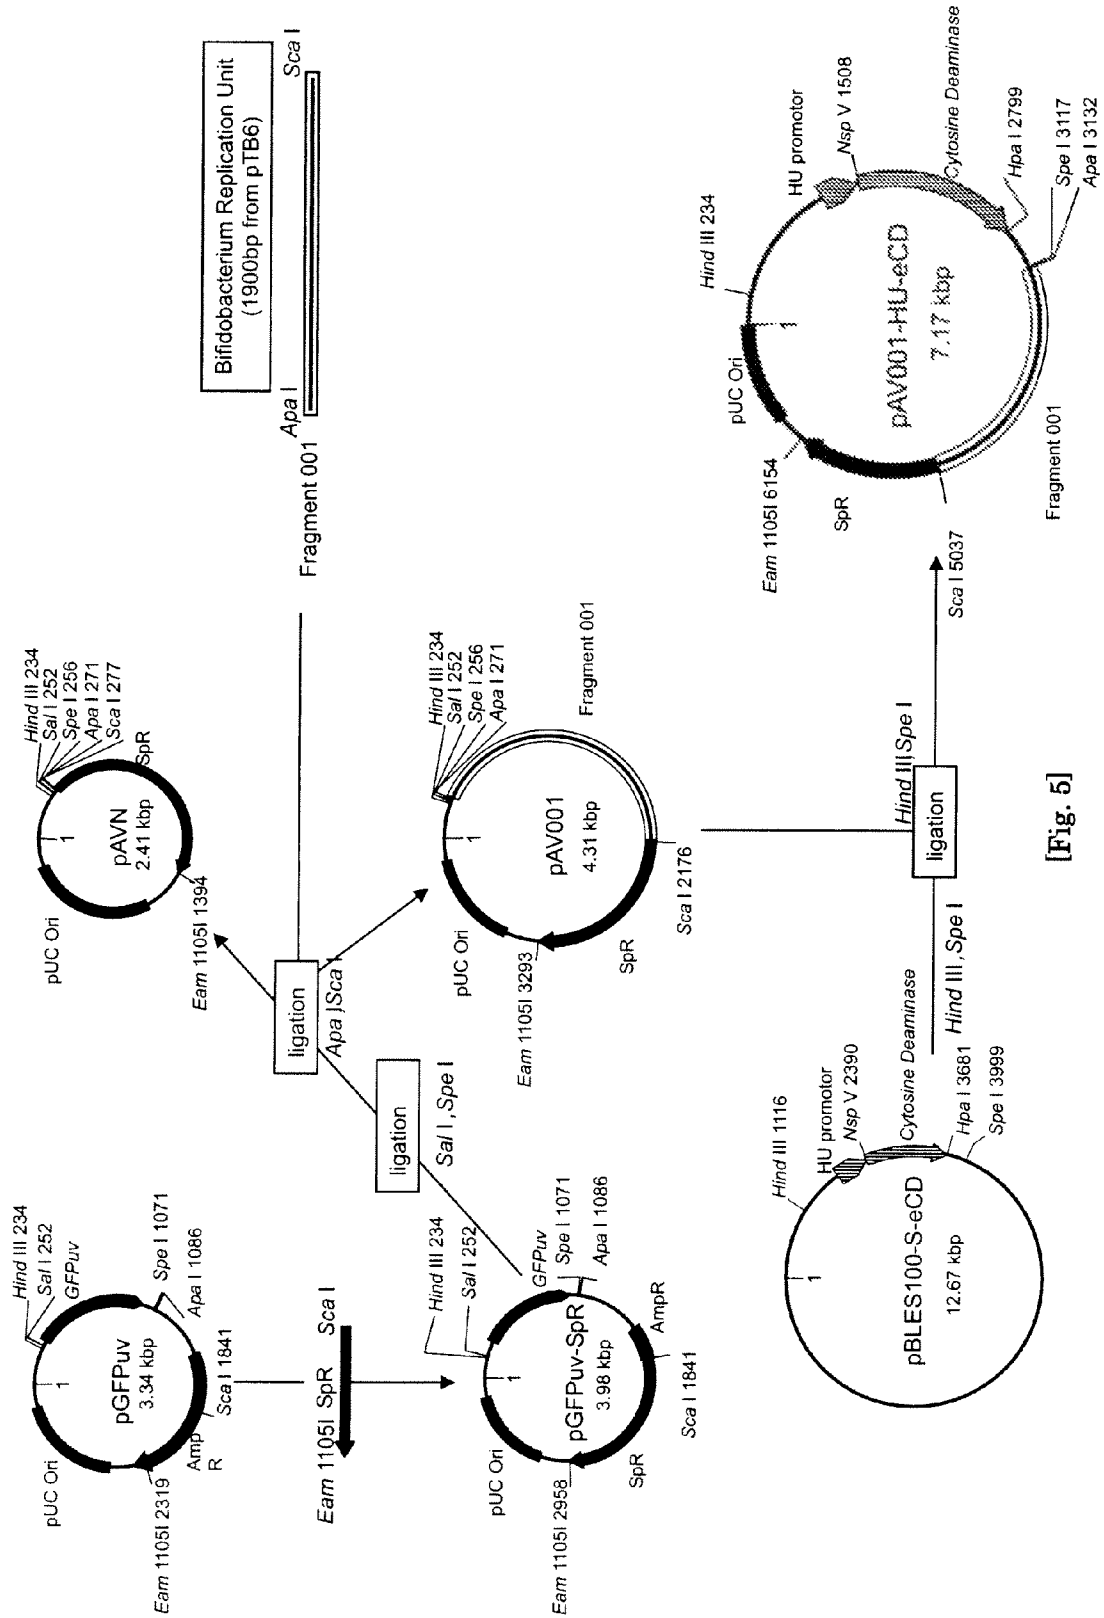 Hind III 234
Sal I 252
GFPuv
Spe I 1071
Apa I 1086
Sca I 1841
Amp
R
Eam 1105I 2319
pUC Ori
1
pGFPuv
3.34 kbp
Eam 1105I SpR Sca I
Hind III 234
Sal I 252
GFPuv
Spe I 1071
Apa I 1086
AmpR
Sca I 1841
SpR
Eam 1105I 2958
pUC Ori
1
pGFPuv-SpR
3.98 kbp
ligation
Sal I, Spe I
ligation
Apa I Sca I
Hind III 234
Sal I 252
Spe I 256
Apa I 271
Sca I 277
SpR
Eam 1105I 1394
pUC Ori
1
pAVN
2.41 kbp
Bifidobacterium Replication Unit
(1900bp from pTB6)
Apa I
Sca I
Fragment 001
Hind III 234
Sal I 252
Spe I 256
Apa I 271
Fragment 001
Sca I 2176
SpR
Eam 1105I 3293
pUC Ori
1
pAV001
4.31 kbp
Hind III 1116
HU promotor
Nsp V 2390
Cytosine Deaminase
Hpa I 3681
Spe I 3999
1
pBLES100-S-eCD
12.67 kbp
Hind III, Spe I
ligation
Hind III, Spe I
Hind III 234
HU promotor
Nsp V 1508
Cytosine Deaminase
Hpa I 2799
Spe I 3117
Apa I 3132
Fragment 001
Sca I 5037
SpR
Eam 1105I 6154
pUC Ori
1
pAV001-HU-eCD
7.17 kbp
[Fig. 5]